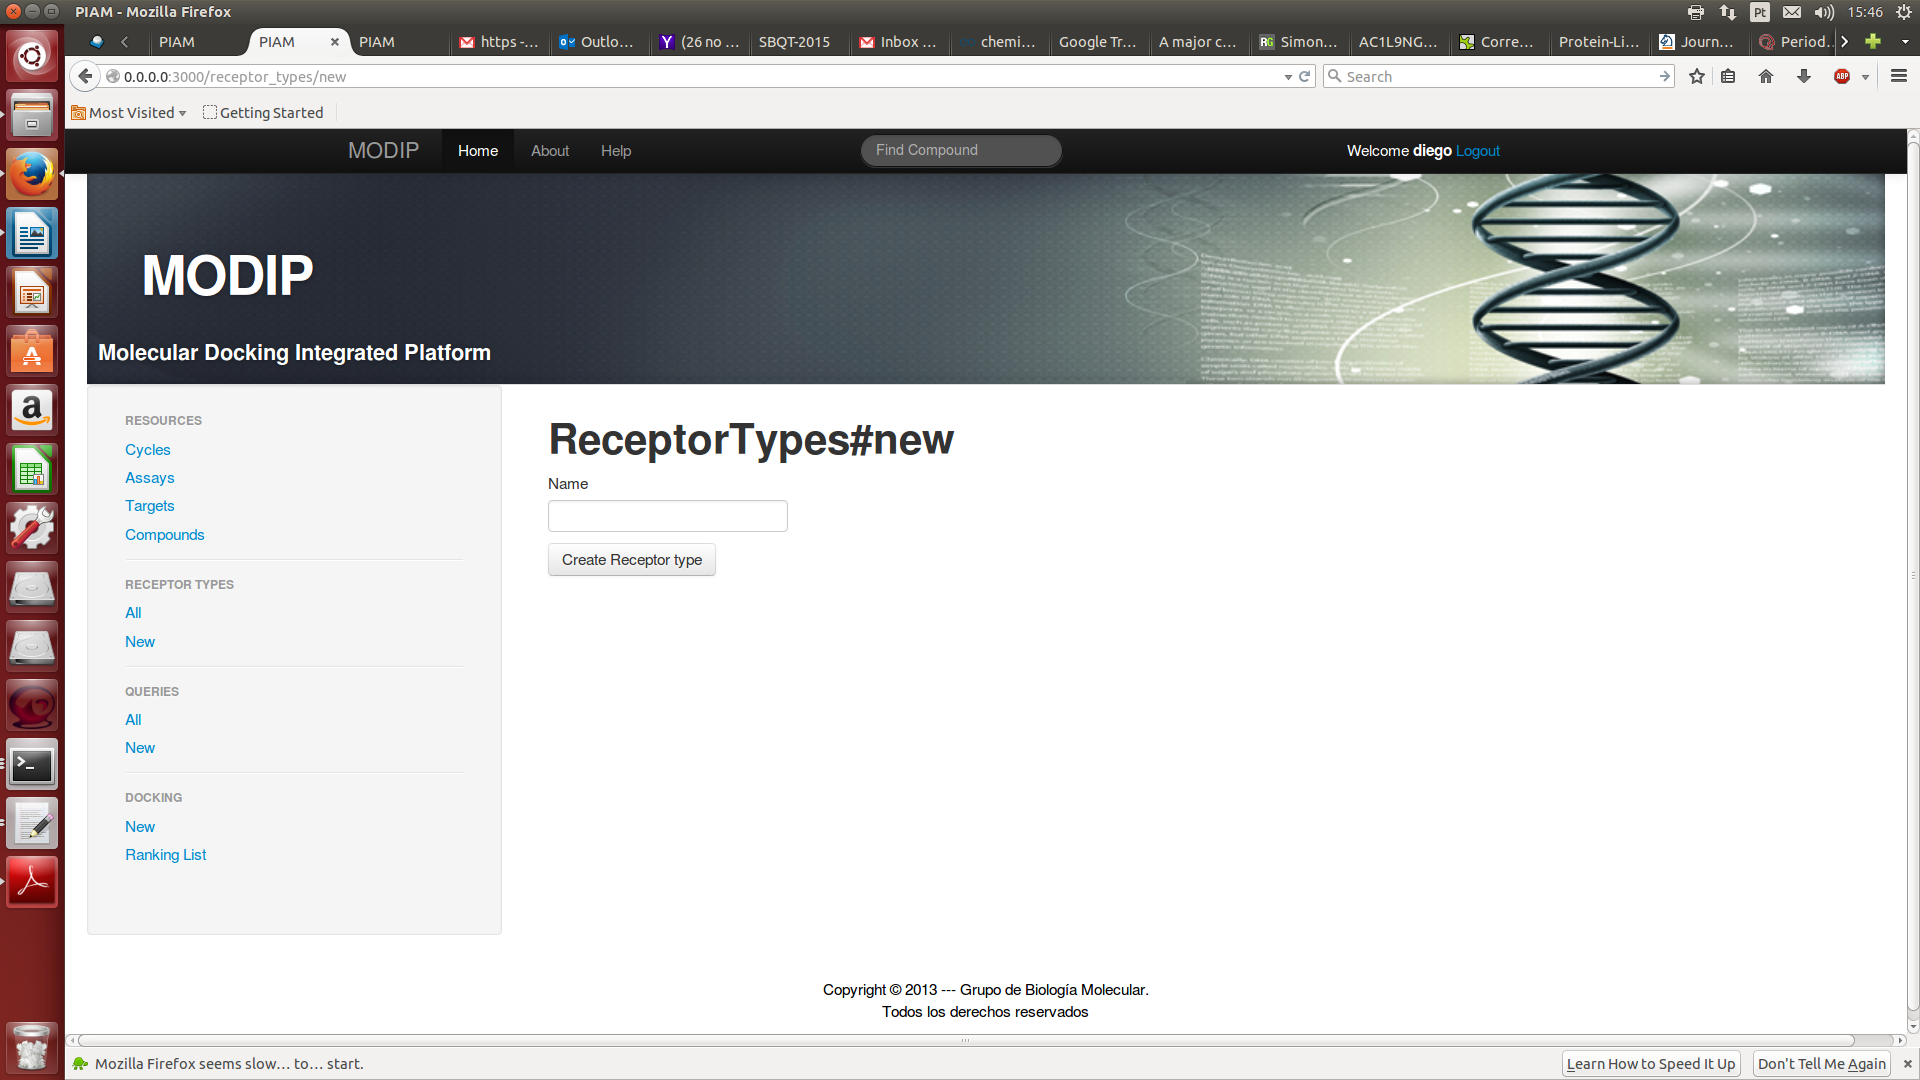 PIAM - Mozilla Firefox
Pt
15:46
PIAM
PIAM
PIAM
https -...
Outlo...
(26 no ...
SBQT-2015
Inbox ...
chemi...
Google Tr...
A major c...
RG Simon...
AC1L9NG...
Corre...
Protein-Li...
Journ...
Period...
0.0.0.0:3000/receptor_types/new
Search
ABP
Most Visited
Getting Started
MODIP
Home
About
Help
Find Compound
Welcome diego Logout
MODIP
Molecular Docking Integrated Platform
RESOURCES
Cycles
Assays
Targets
Compounds
RECEPTOR TYPES
All
New
QUERIES
All
New
DOCKING
New
Ranking List
ReceptorTypes#new
Name
Create Receptor type
Copyright © 2013 --- Grupo de Biología Molecular.
Todos los derechos reservados
Mozilla Firefox seems slow... to... start.
Learn How to Speed It Up
Don't Tell Me Again